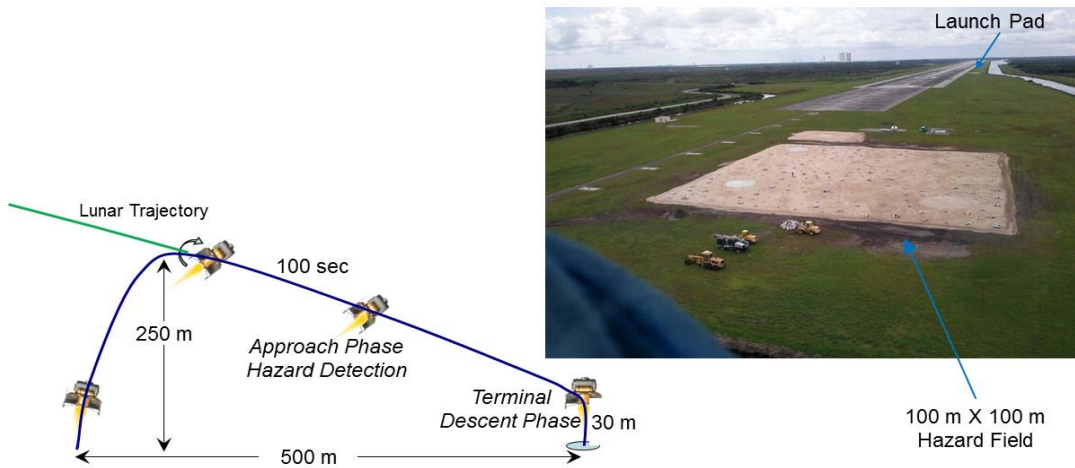 Launch Pad
Lunar Trajectory
100 sec
250 m
Approach Phase
Hazard Detection
Terminal
Descent Phase
30 m
500 m
100 m X 100 m
Hazard Field